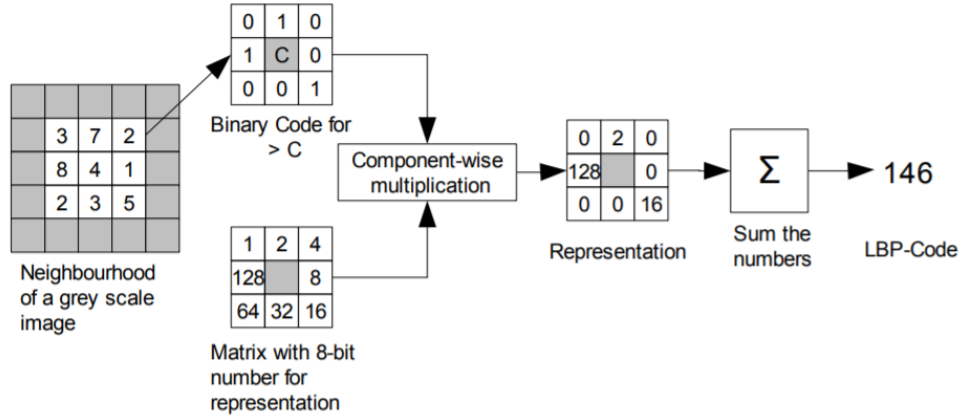 3 7 2
8 4 1
2 3 5
Neighbourhood
of a grey scale
image
0 1 0
1 C 0
0 0 1
Binary Code for
> C
1 2 4
128 8
64 32 16
Matrix with 8-bit
number for
representation
Component-wise
multiplication
0 2 0
128 0
0 0 16
Representation
Σ
Sum the
numbers
146
LBP-Code